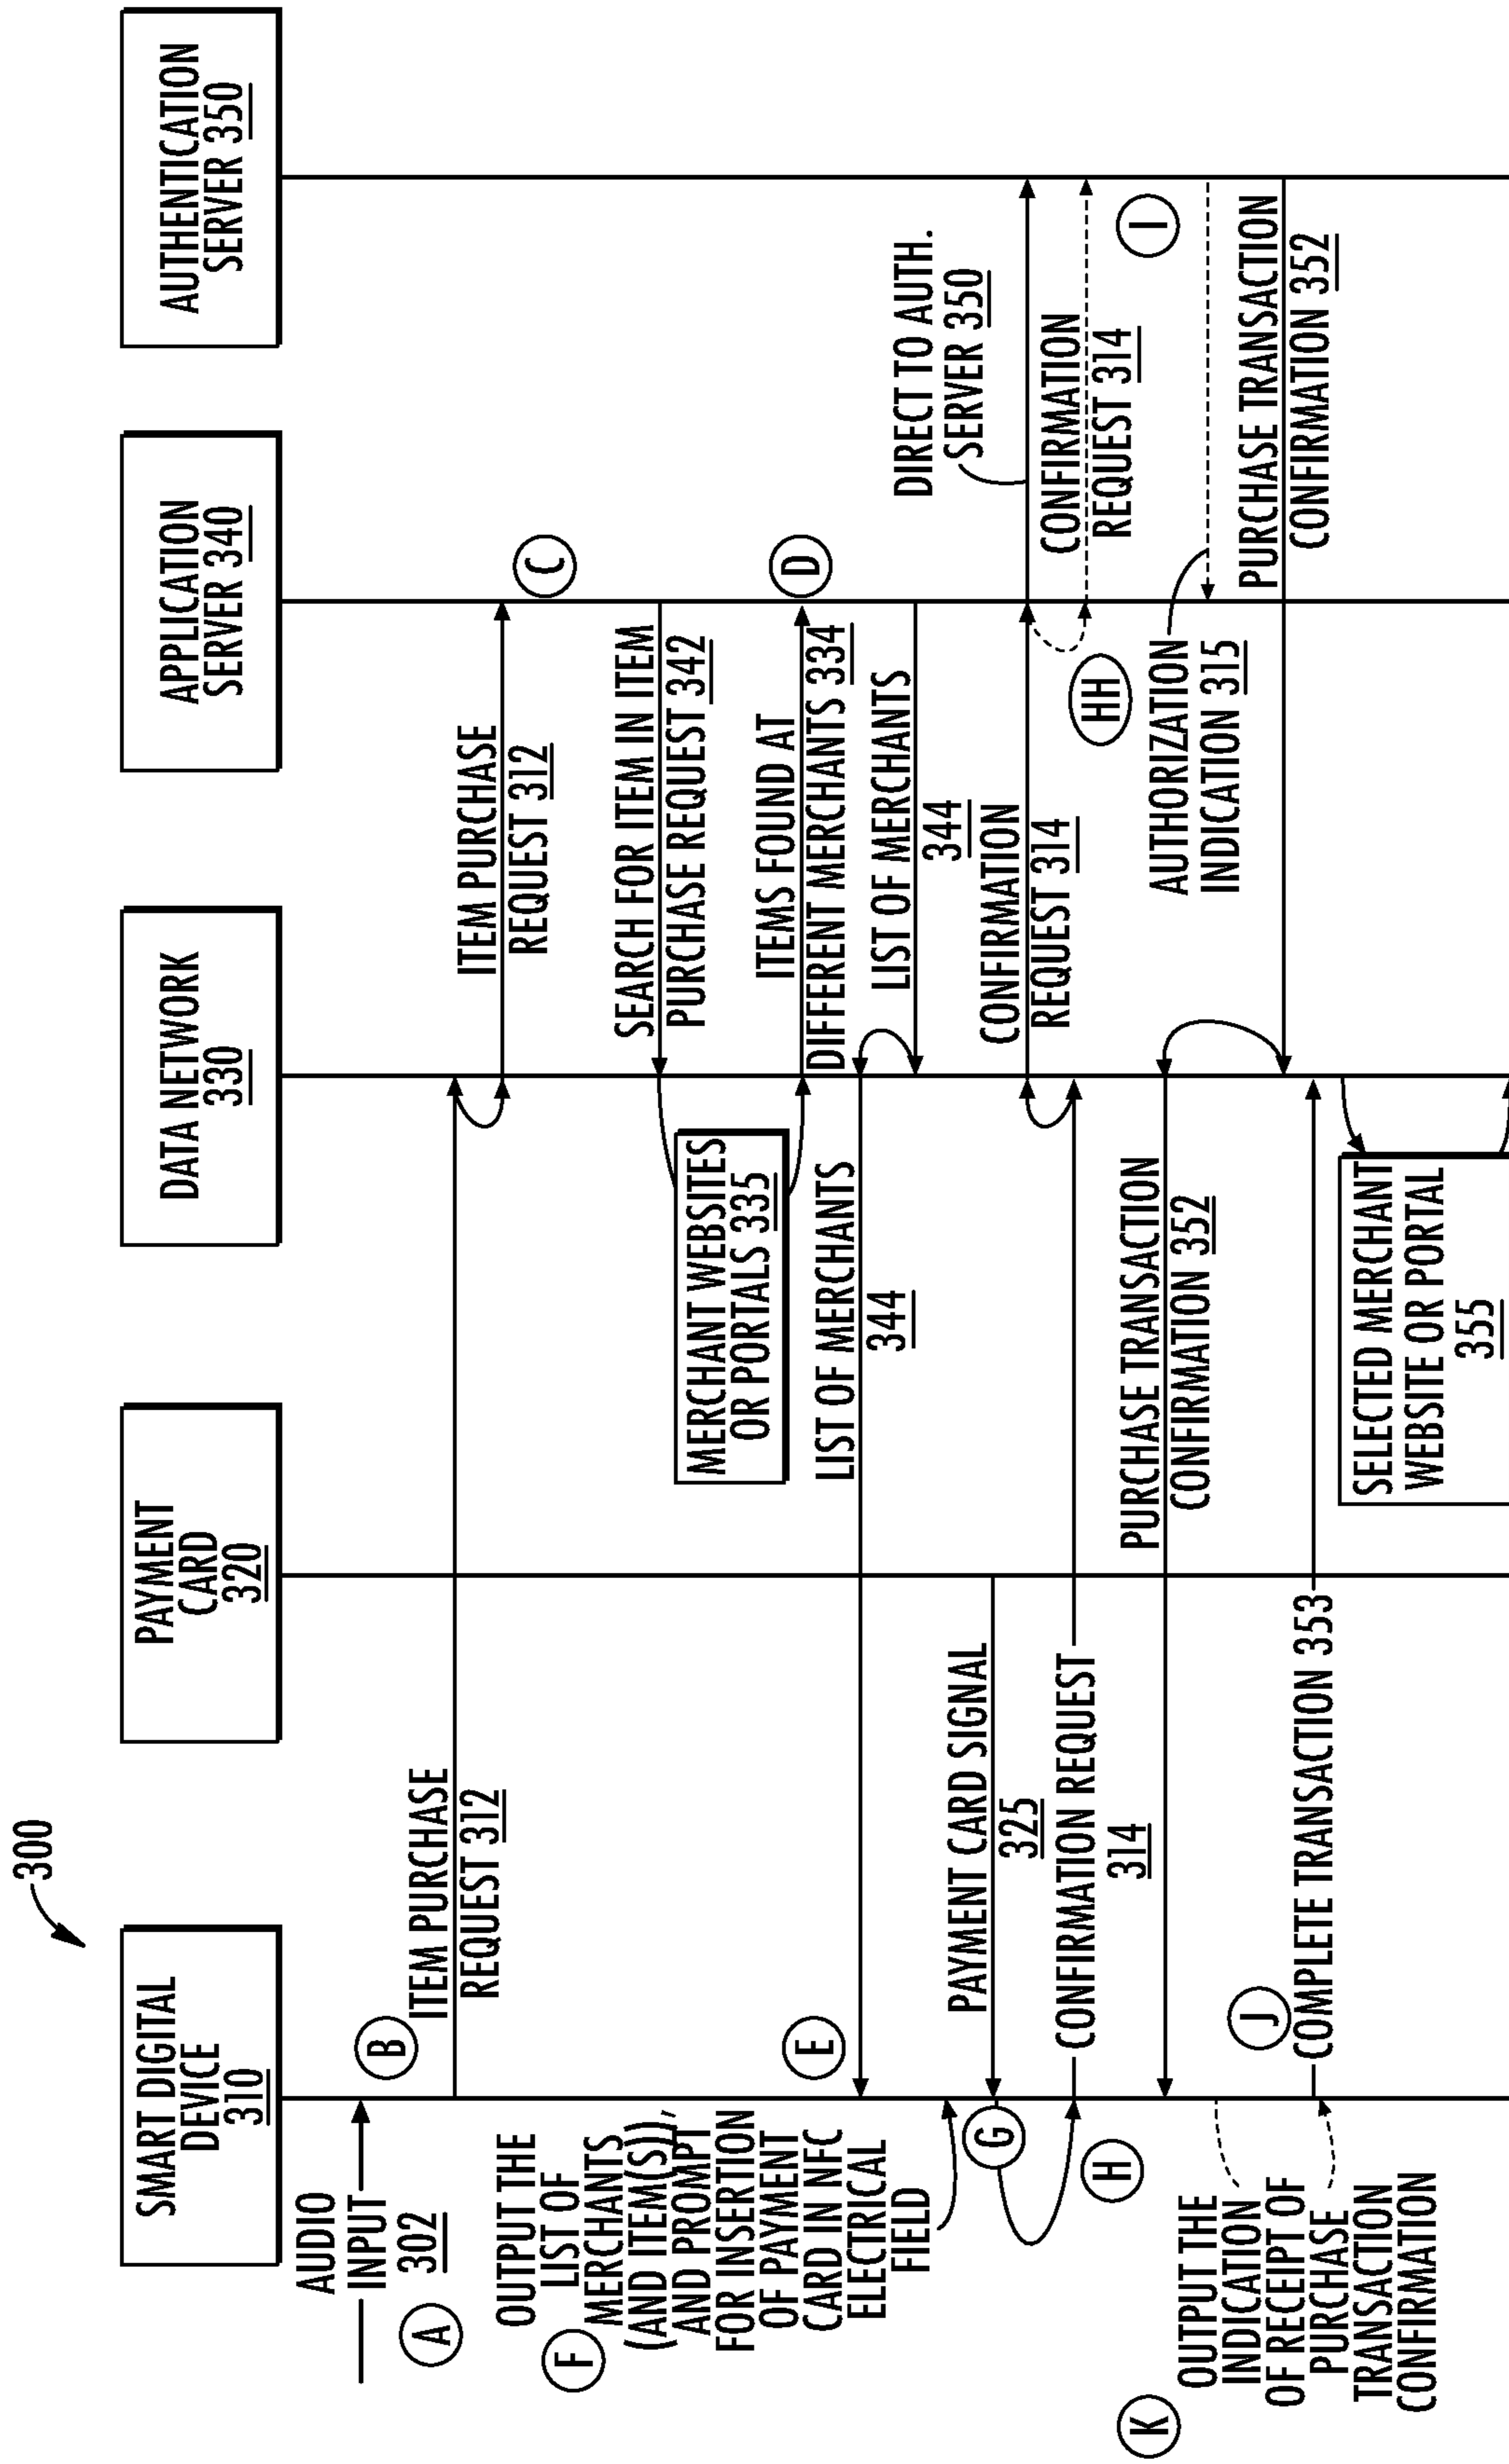 300
SMART DIGITAL
DEVICE
310
PAYMENT
CARD
320
DATA NETWORK
330
APPLICATION
SERVER 340
AUTHENTICATION
SERVER 350
AUDIO
INPUT
302
A
B
ITEM PURCHASE
REQUEST 312
ITEM PURCHASE
REQUEST 312
C
SEARCH FOR ITEM IN ITEM
PURCHASE REQUEST 342
MERCHANT WEBSITES
OR PORTALS 335
ITEMS FOUND AT
DIFFERENT MERCHANTS 334
D
LIST OF MERCHANTS
344
LIST OF MERCHANTS
344
E
F
OUTPUT THE
LIST OF
MERCHANTS
(AND ITEM(S))
AND PROMPT
FOR INSERTION
OF PAYMENT
CARD IN NFC
ELECTRICAL
FIELD
PAYMENT CARD SIGNAL
325
G
CONFIRMATION REQUEST
314
H
CONFIRMATION
REQUEST 314
DIRECT TO AUTH.
SERVER 350
CONFIRMATION
REQUEST 314
HH
I
AUTHORIZATION
INDICATION 315
PURCHASE TRANSACTION
CONFIRMATION 352
PURCHASE TRANSACTION
CONFIRMATION 352
J
COMPLETE TRANSACTION 353
K
OUTPUT THE
INDICATION
OF RECEIPT OF
PURCHASE
TRANSACTION
CONFIRMATION
SELECTED MERCHANT
WEBSITE OR PORTAL
355